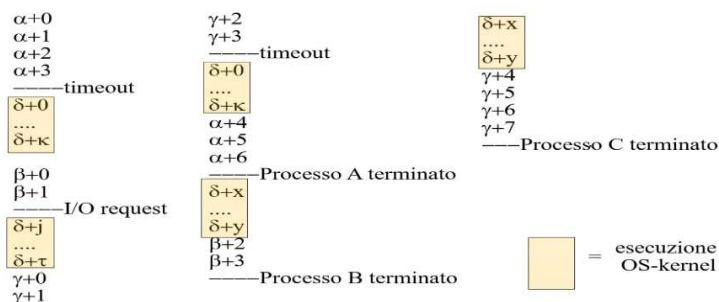 α+0
α+1
α+2
α+3
----timeout
δ+0
....
δ+κ
β+0
β+1
----I/O request
δ+j
....
δ+τ
γ+0
γ+1
γ+2
γ+3
----timeout
δ+0
....
δ+κ
α+4
α+5
α+6
----Processo A terminato
δ+x
....
δ+y
β+2
β+3
----Processo B terminato
δ+x
....
δ+y
γ+4
γ+5
γ+6
γ+7
----Processo C terminato
= esecuzione
OS-kernel